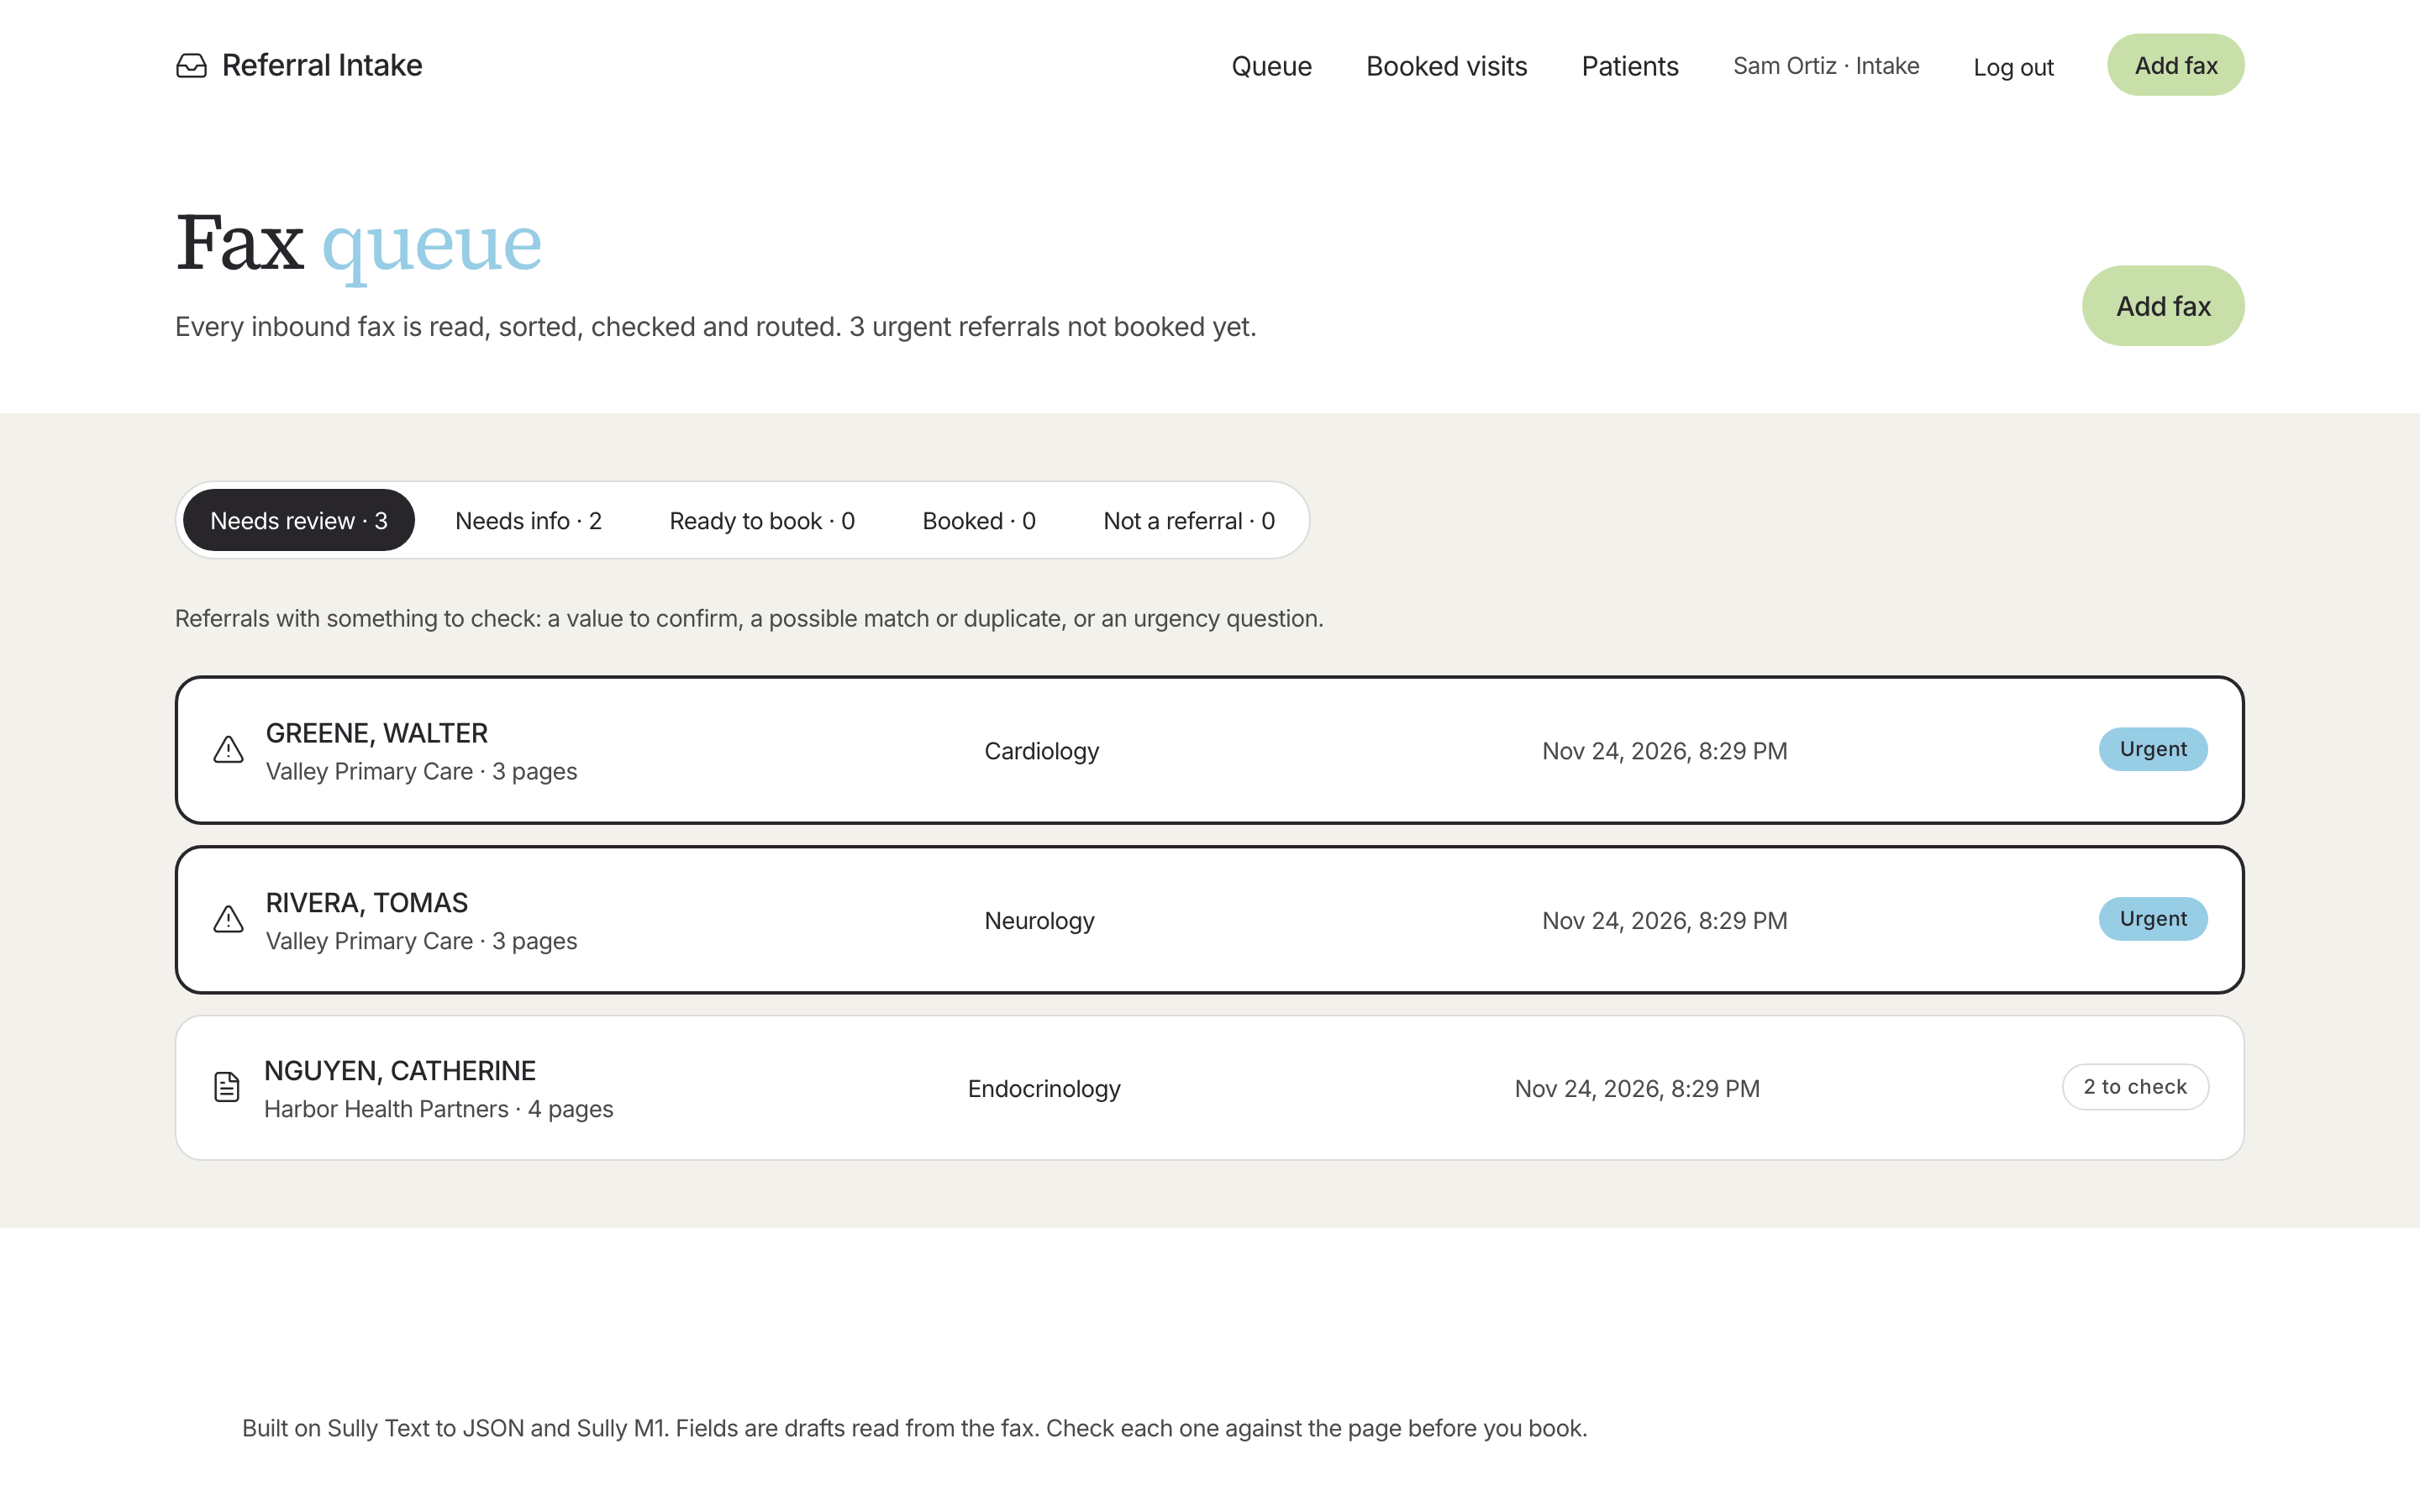 Referral Intake
Queue
Booked visits
Patients
Sam Ortiz · Intake
Log out
Add fax
Fax queue
Every inbound fax is read, sorted, checked and routed. 3 urgent referrals not booked yet.
Add fax
Needs review · 3
Needs info · 2
Ready to book · 0
Booked · 0
Not a referral · 0
Referrals with something to check: a value to confirm, a possible match or duplicate, or an urgency question.
GREENE, WALTER
Valley Primary Care · 3 pages
Cardiology
Nov 24, 2026, 8:29 PM
Urgent
RIVERA, TOMAS
Valley Primary Care · 3 pages
Neurology
Nov 24, 2026, 8:29 PM
Urgent
NGUYEN, CATHERINE
Harbor Health Partners · 4 pages
Endocrinology
Nov 24, 2026, 8:29 PM
2 to check
Built on Sully Text to JSON and Sully M1. Fields are drafts read from the fax. Check each one against the page before you book.